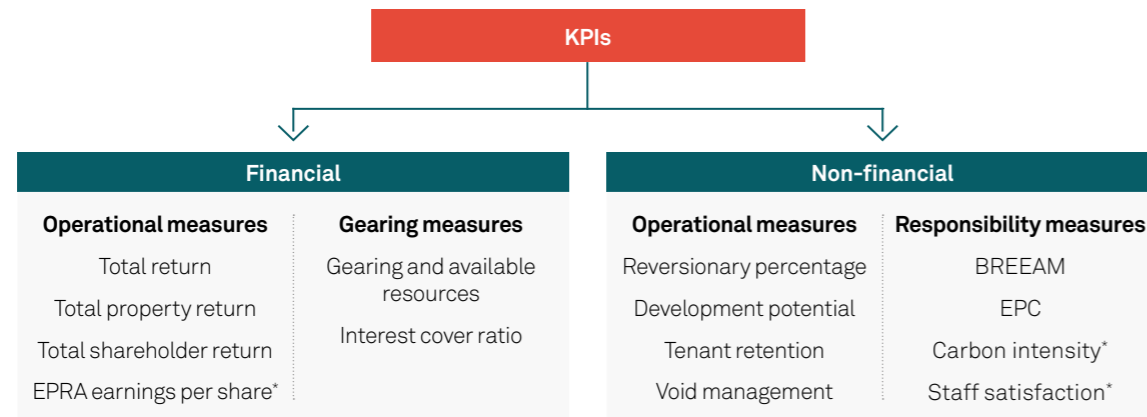 KPIs
Financial
Operational measures
Total return
Total property return
Total shareholder return
EPRA earnings per share*
Gearing measures
Gearing and available
resources
Interest cover ratio
Non-financial
Operational measures
Reversionary percentage
Development potential
Tenant retention
Void management
Responsibility measures
BREEAM
EPC
Carbon intensity*
Staff satisfaction*